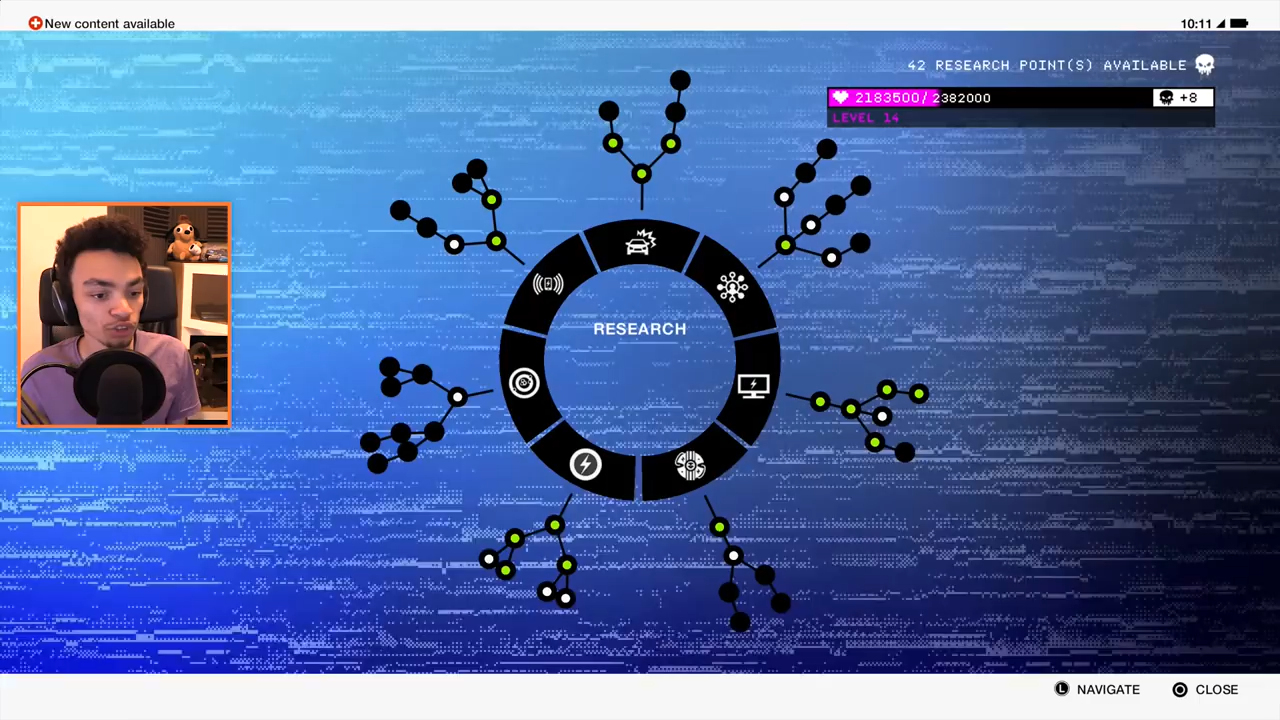 New content available
10:11
42 RESEARCH POINT(S) AVAILABLE
2183500/2382000
+8
LEVEL 14
RESEARCH
L NAVIGATE
CLOSE